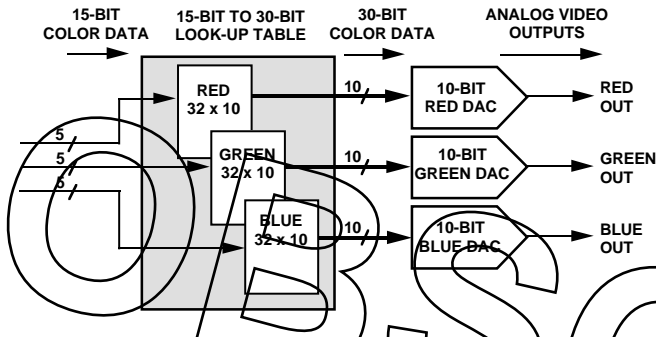 15-BIT COLOR DATA
15-BIT TO 30-BIT LOOK-UP TABLE
30-BIT COLOR DATA
ANALOG VIDEO OUTPUTS
5
5
5
RED
32 x 10
GREEN
32 x 10
BLUE
32 x 10
10
10
10
10-BIT
RED DAC
10-BIT
GREEN DAC
10-BIT
BLUE DAC
RED
OUT
GREEN
OUT
BLUE
OUT